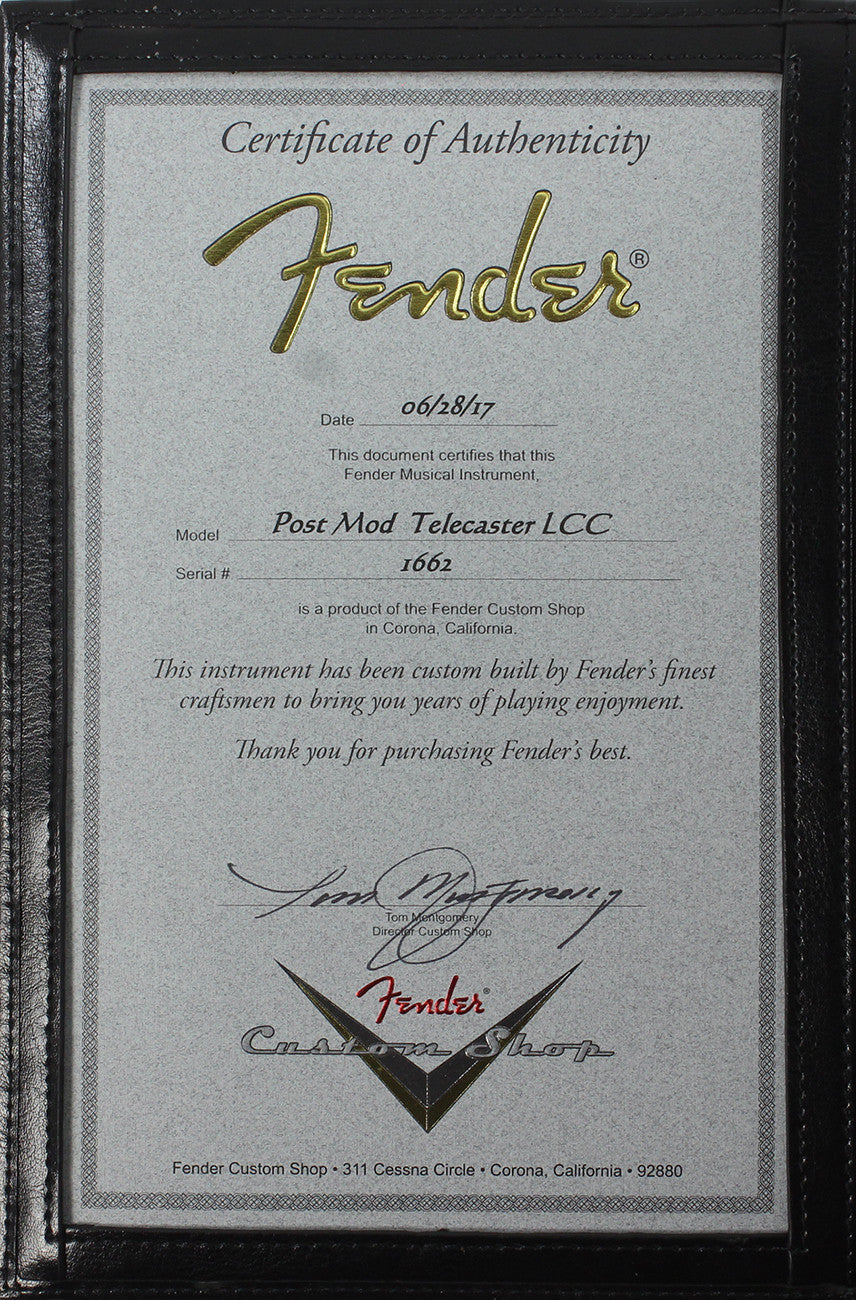 Certificate of Authenticity
Fender®
Date 06/28/17
This document certifies that this
Fender Musical Instrument,
Model Post Mod Telecaster LCC
Serial # 1662
is a product of the Fender Custom Shop
in Corona, California.
This instrument has been custom built by Fender's finest
craftsmen to bring you years of playing enjoyment.
Thank you for purchasing Fender's best.
Tom Montgomery
Tom Montgomery
Director Custom Shop
Fender®
Custom Shop
Fender Custom Shop • 311 Cessna Circle • Corona, California • 92880